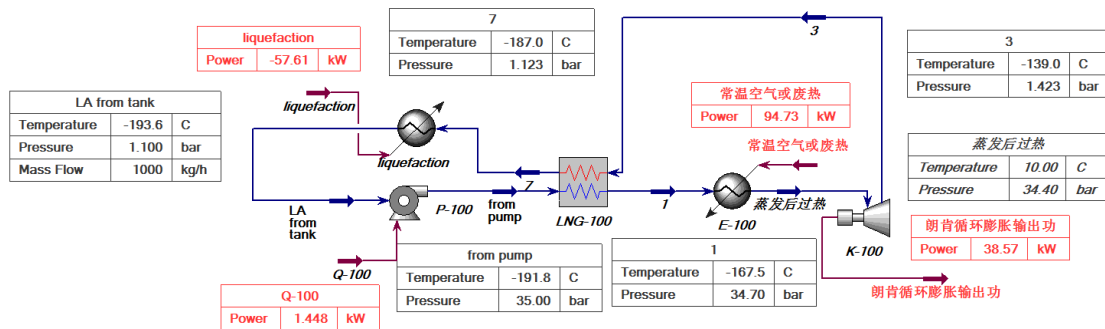 7
Temperature -187.0 C
Pressure 1.123 bar
3
3
Temperature -139.0 C
Pressure 1.423 bar
liquefaction
Power -57.61 kW
LA from tank
Temperature -193.6 C
Pressure 1.100 bar
Mass Flow 1000 kg/h
liquefaction
liquefaction
常温空气或废热
Power 94.73 kW
常温空气或废热
蒸发后过热
Temperature 10.00 C
Pressure 34.40 bar
LA
from
tank
P-100
from
pump
7
LNG-100
1
E-100
蒸发后过热
K-100
朗肯循环膨胀输出功
Power 38.57 kW
朗肯循环膨胀输出功
Q-100
from pump
Temperature -191.8 C
Pressure 35.00 bar
1
Temperature -167.5 C
Pressure 34.70 bar
Q-100
Power 1.448 kW